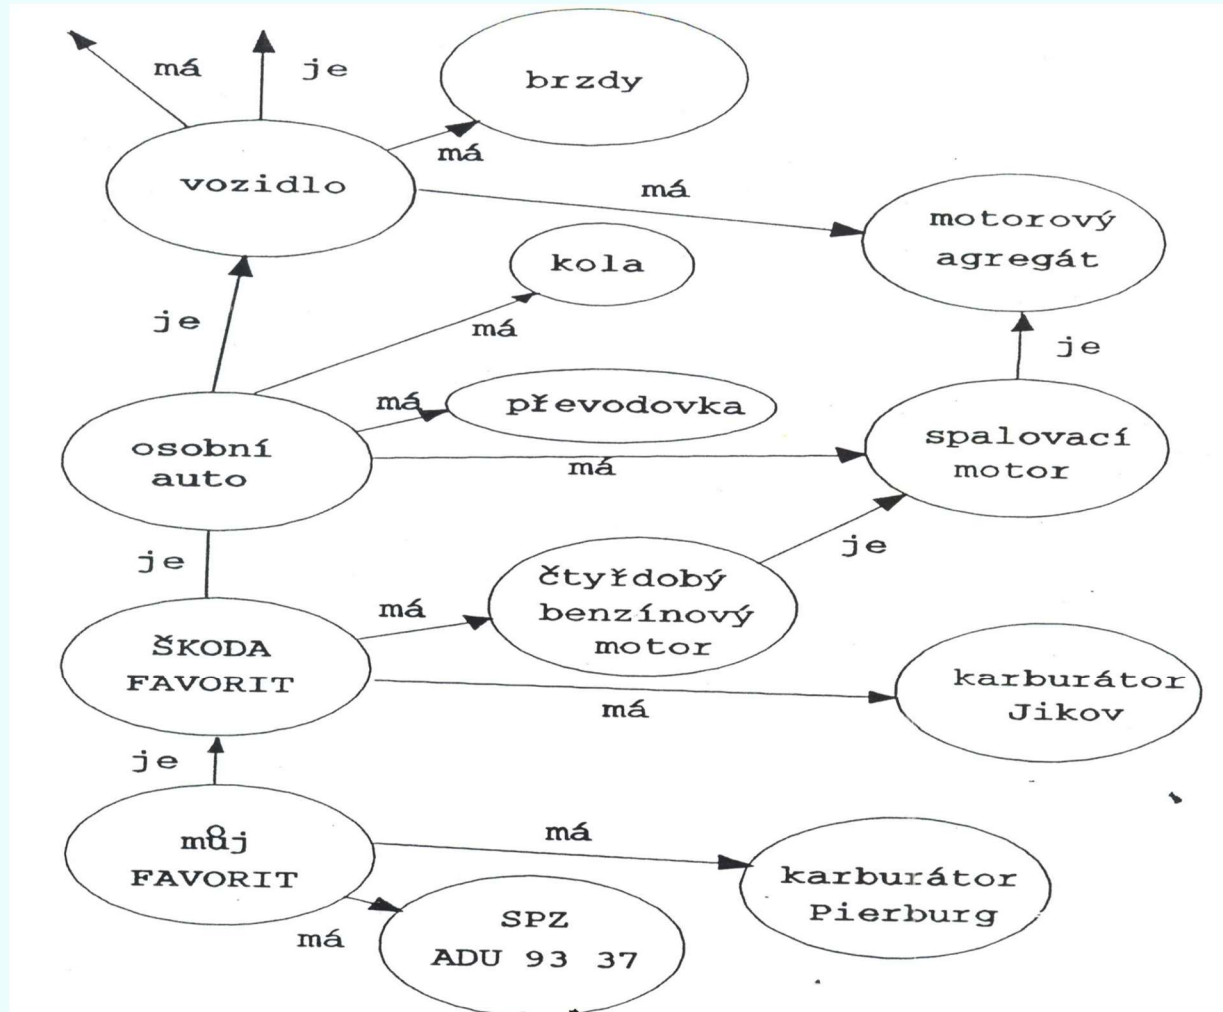 má
je
brzdy
má
vozidlo
má
motorový
agregát
kola
je
má
je
má
převodovka
osobní
auto
spalovací
motor
má
je
je
čtyřdobý
benzínový
motor
má
ŠKODA
FAVORIT
karburátor
Jikov
má
je
můj
FAVORIT
má
karburátor
Pierburg
má
SPZ
ADU 93 37